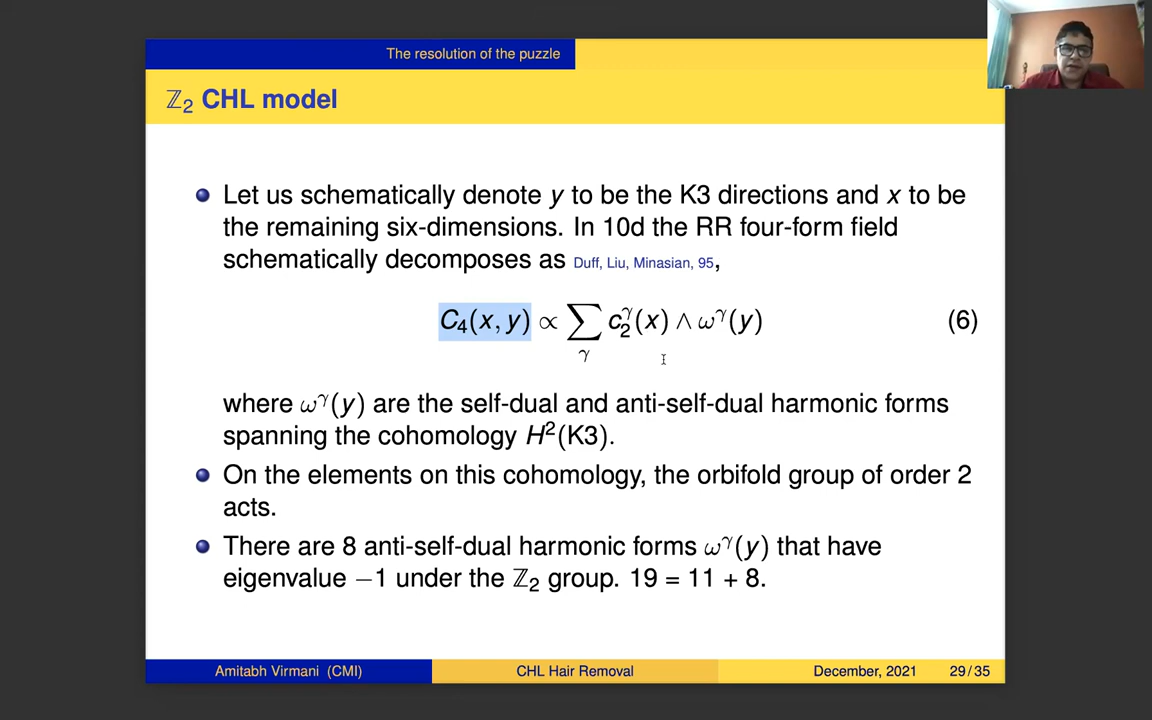 The resolution of the puzzle
ℤ₂ CHL model
Let us schematically denote y to be the K3 directions and x to be
the remaining six-dimensions. In 10d the RR four-form field
schematically decomposes as Duff, Liu, Minasian, 95,
C₄(x, y) ∝ ∑_γ c₂^γ(x) ∧ ω^γ(y) (6)
where ω^γ(y) are the self-dual and anti-self-dual harmonic forms
spanning the cohomology H²(K3).
On the elements on this cohomology, the orbifold group of order 2
acts.
There are 8 anti-self-dual harmonic forms ω^γ(y) that have
eigenvalue −1 under the ℤ₂ group. 19 = 11 + 8.
Amitabh Virmani (CMI) CHL Hair Removal December, 2021 29/35